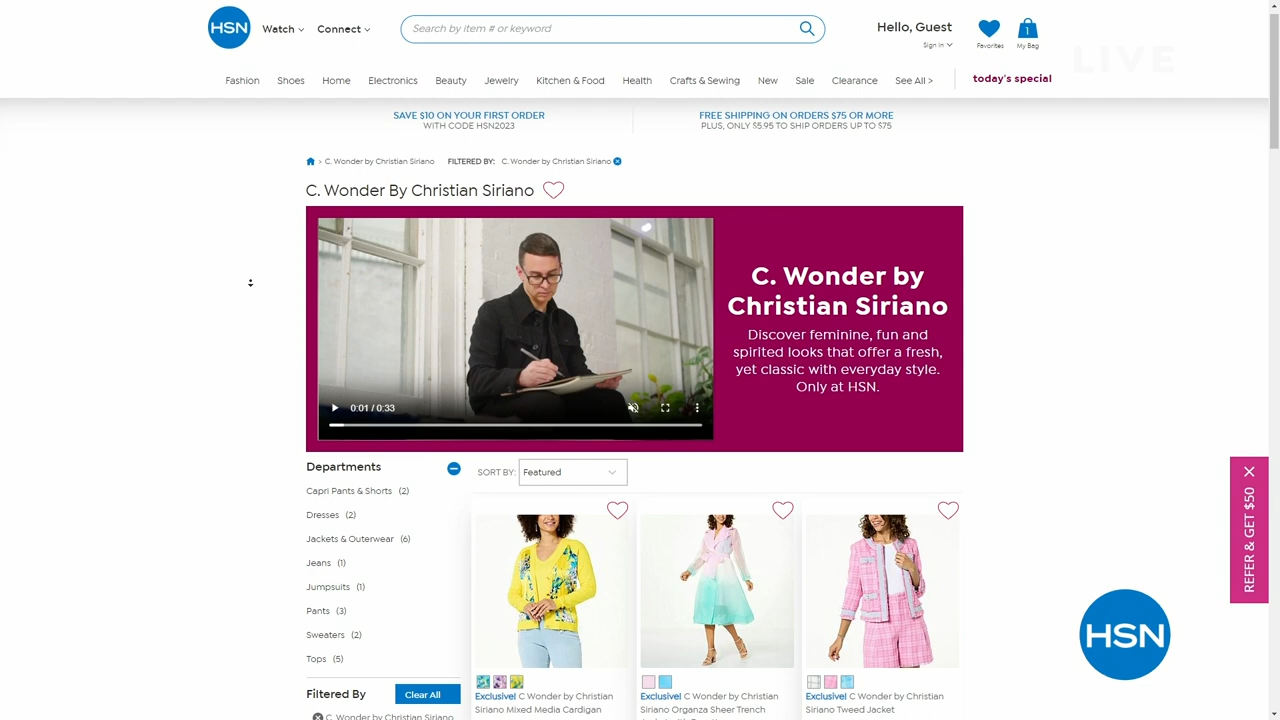 HSN
Watch
Connect
Search by item # or keyword
Hello, Guest
Sign In
Favorites
1
My Bag
LIVE
Fashion Shoes Home Electronics Beauty Jewelry Kitchen & Food Health Crafts & Sewing New Sale Clearance See All > today's special
SAVE $10 ON YOUR FIRST ORDER
WITH CODE HSN2023
FREE SHIPPING ON ORDERS $75 OR MORE
PLUS, ONLY $5.95 TO SHIP ORDERS UP TO $75
> C. Wonder by Christian Siriano FILTERED BY: C. Wonder by Christian Siriano
C. Wonder By Christian Siriano
C. Wonder by
Christian Siriano
Discover feminine, fun and
spirited looks that offer a fresh,
yet classic with everyday style.
Only at HSN.
0:01 / 0:33
Departments
Capri Pants & Shorts (2)
Dresses (2)
Jackets & Outerwear (6)
Jeans (1)
Jumpsuits (1)
Pants (3)
Sweaters (2)
Tops (5)
Filtered By
Clear All
C. Wonder by Christian Siriano
SORT BY: Featured
Exclusive! C Wonder by Christian
Siriano Mixed Media Cardigan
Exclusive! C Wonder by Christian
Siriano Organza Sheer Trench
Exclusive! C Wonder by Christian
Siriano Tweed Jacket
REFER & GET $50
HSN